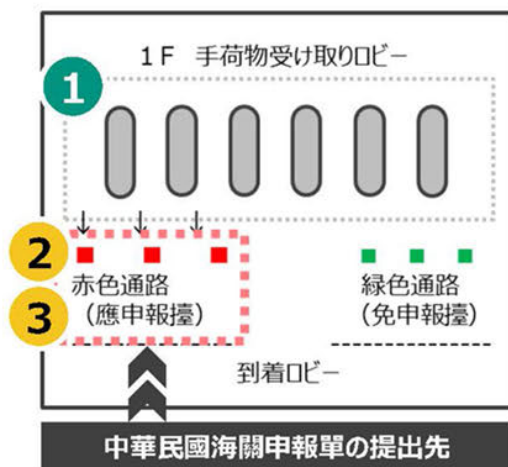 1F 手荷物受け取りロビー
1
2
赤色通路
3
(應申報擡)
緑色通路
(免申報擡)
到着ロビー
中華民國海關申報單の提出先